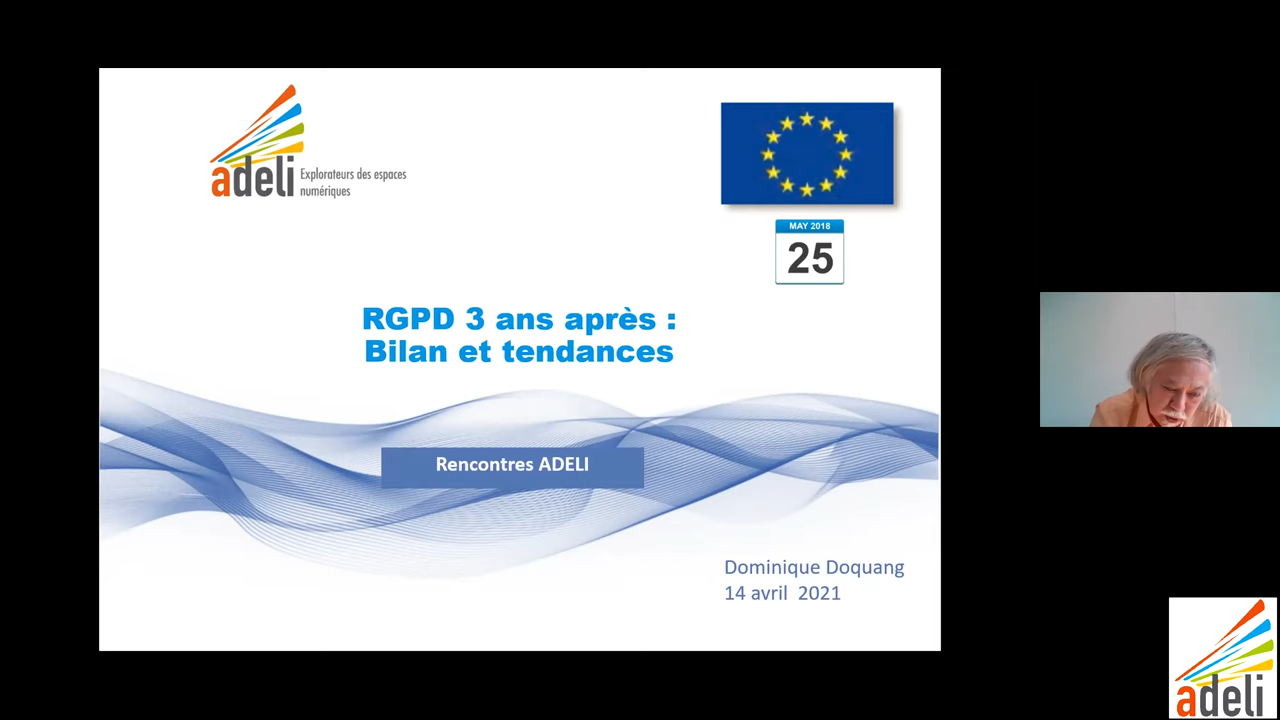 adeli
Explorateurs des espaces
numériques
MAY 2018
25
RGPD 3 ans après :
Bilan et tendances
Rencontres ADELI
Dominique Doquang
14 avril 2021
adeli